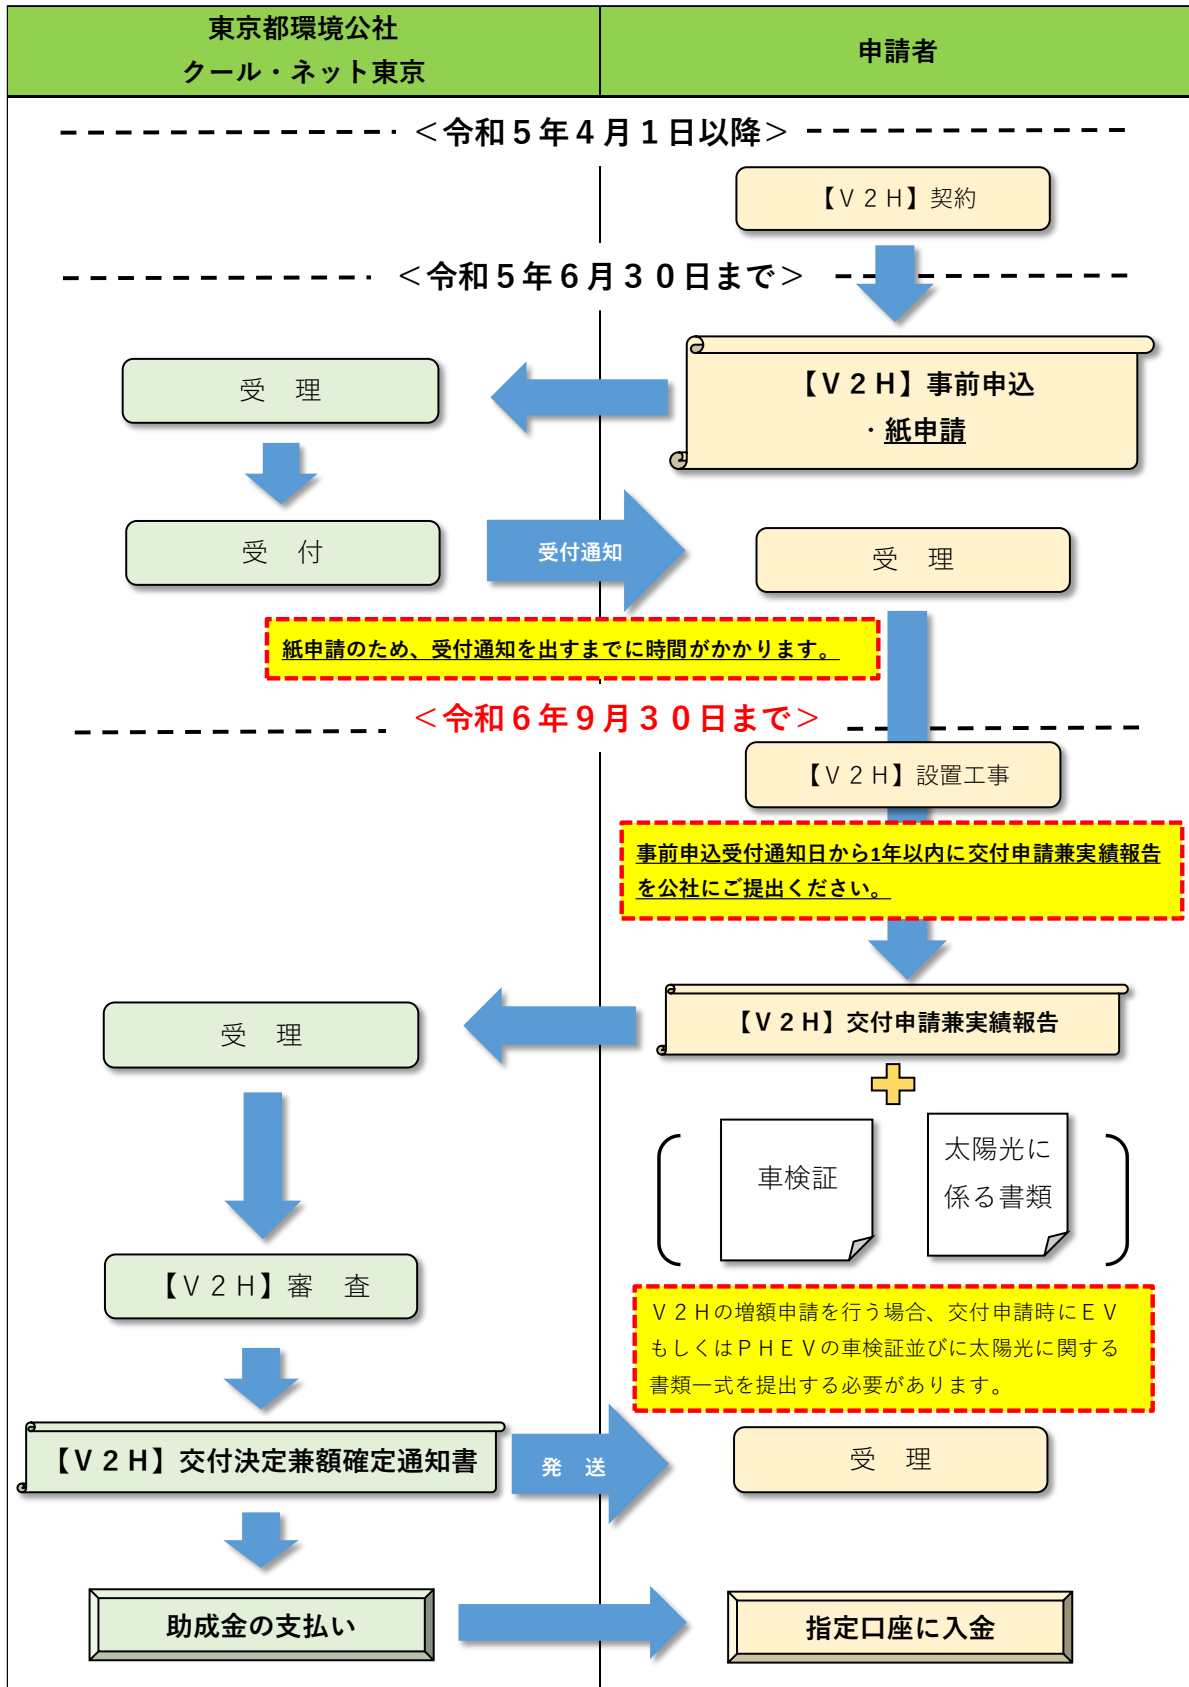 東京都環境公社
クール・ネット東京
申請者
＜令和５年４月１日以降＞
【Ｖ２Ｈ】契約
＜令和５年６月３０日まで＞
【Ｖ２Ｈ】事前申込
・紙申請
受　理
受　付
受付通知
受　理
紙申請のため、受付通知を出すまでに時間がかかります。
＜令和６年９月３０日まで＞
【Ｖ２Ｈ】設置工事
事前申込受付通知日から1年以内に交付申請兼実績報告
を公社にご提出ください。
【Ｖ２Ｈ】交付申請兼実績報告
受　理
車検証
太陽光に
係る書類
【Ｖ２Ｈ】審　査
Ｖ２Ｈの増額申請を行う場合、交付申請時にＥＶ
もしくはＰＨＥＶの車検証並びに太陽光に関する
書類一式を提出する必要があります。
【Ｖ２Ｈ】交付決定兼額確定通知書
発　送
受　理
助成金の支払い
指定口座に入金